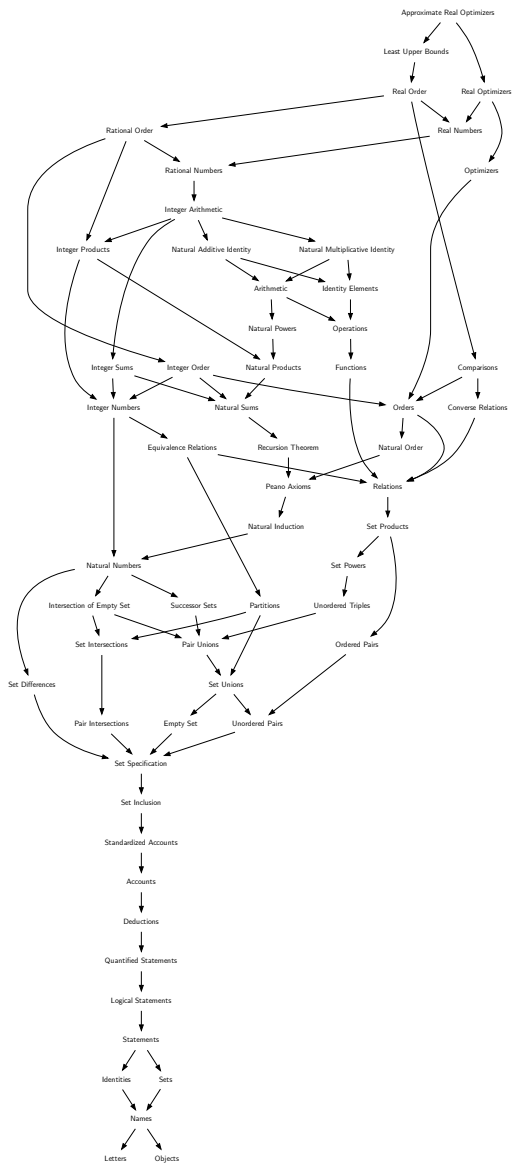 Approximate Real Optimizers
Least Upper Bounds
Real Order
Real Optimizers
Rational Order
Real Numbers
Rational Numbers
Optimizers
Integer Arithmetic
Integer Products
Natural Additive Identity
Natural Multiplicative Identity
Arithmetic
Identity Elements
Natural Powers
Operations
Integer Sums
Integer Order
Natural Products
Functions
Comparisons
Integer Numbers
Natural Sums
Orders
Converse Relations
Equivalence Relations
Recursion Theorem
Natural Order
Peano Axioms
Relations
Natural Induction
Set Products
Natural Numbers
Set Powers
Intersection of Empty Set
Successor Sets
Partitions
Unordered Triples
Set Intersections
Pair Unions
Ordered Pairs
Set Differences
Set Unions
Pair Intersections
Empty Set
Unordered Pairs
Set Specification
Set Inclusion
Standardized Accounts
Accounts
Deductions
Quantified Statements
Logical Statements
Statements
Identities
Sets
Names
Letters
Objects